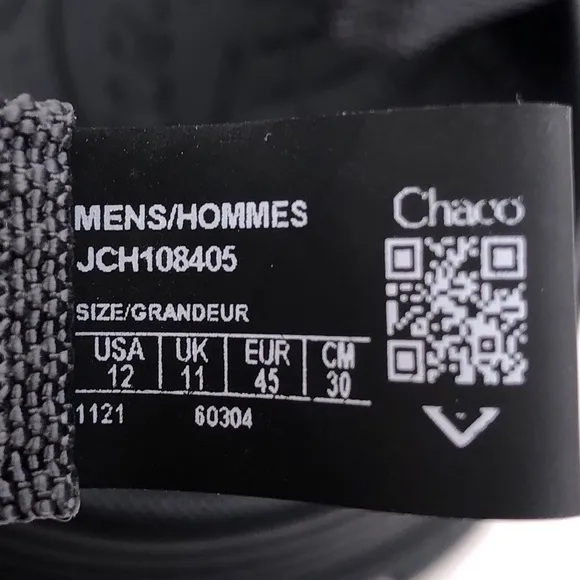 MENS/HOMMES
JCH108405
SIZE/GRANDEUR
USA UK EUR CM
12 11 45 30
1121 60304
Chaco